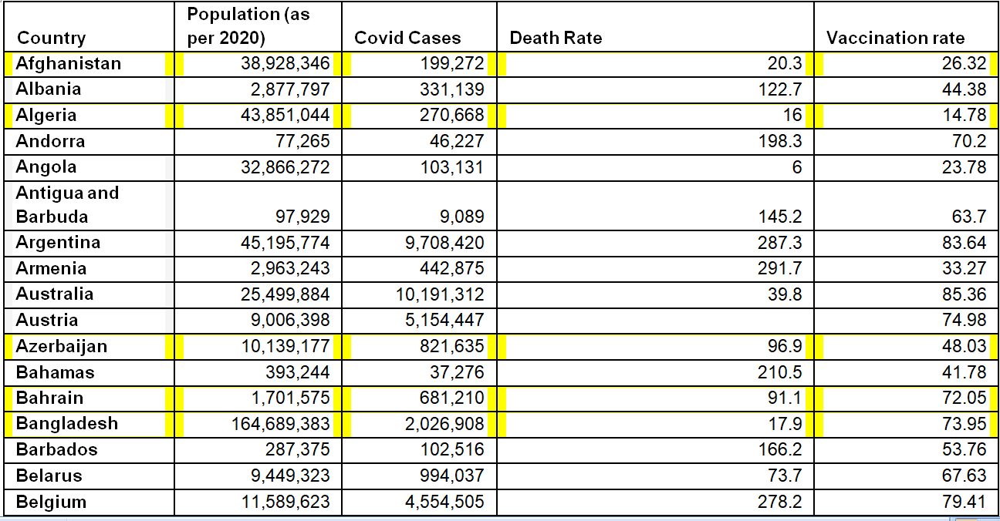 Country Population (as per 2020) Covid Cases Death Rate Vaccination rate
Afghanistan 38,928,346 199,272 20.3 26.32
Albania 2,877,797 331,139 122.7 44.38
Algeria 43,851,044 270,668 16 14.78
Andorra 77,265 46,227 198.3 70.2
Angola 32,866,272 103,131 6 23.78
Antigua and Barbuda 97,929 9,089 145.2 63.7
Argentina 45,195,774 9,708,420 287.3 83.64
Armenia 2,963,243 442,875 291.7 33.27
Australia 25,499,884 10,191,312 39.8 85.36
Austria 9,006,398 5,154,447 74.98
Azerbaijan 10,139,177 821,635 96.9 48.03
Bahamas 393,244 37,276 210.5 41.78
Bahrain 1,701,575 681,210 91.1 72.05
Bangladesh 164,689,383 2,026,908 17.9 73.95
Barbados 287,375 102,516 166.2 53.76
Belarus 9,449,323 994,037 73.7 67.63
Belgium 11,589,623 4,554,505 278.2 79.41